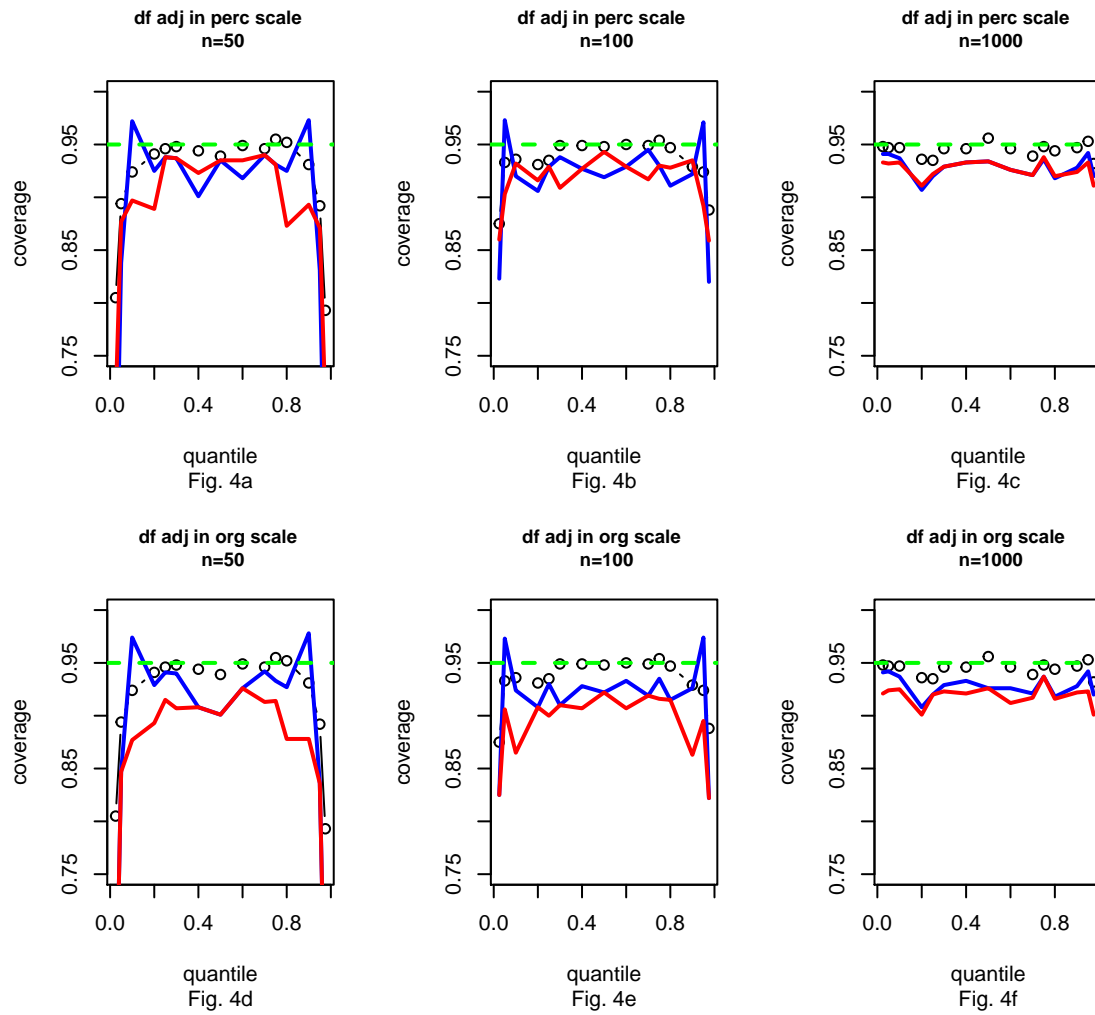 df adj in perc scale
n=50
df adj in perc scale
n=100
df adj in perc scale
n=1000
coverage
0.75 0.85 0.95
0.0 0.4 0.8
quantile
Fig. 4a
coverage
0.75 0.85 0.95
0.0 0.4 0.8
quantile
Fig. 4b
coverage
0.75 0.85 0.95
0.0 0.4 0.8
quantile
Fig. 4c
df adj in org scale
n=50
df adj in org scale
n=100
df adj in org scale
n=1000
coverage
0.75 0.85 0.95
0.0 0.4 0.8
quantile
Fig. 4d
coverage
0.75 0.85 0.95
0.0 0.4 0.8
quantile
Fig. 4e
coverage
0.75 0.85 0.95
0.0 0.4 0.8
quantile
Fig. 4f